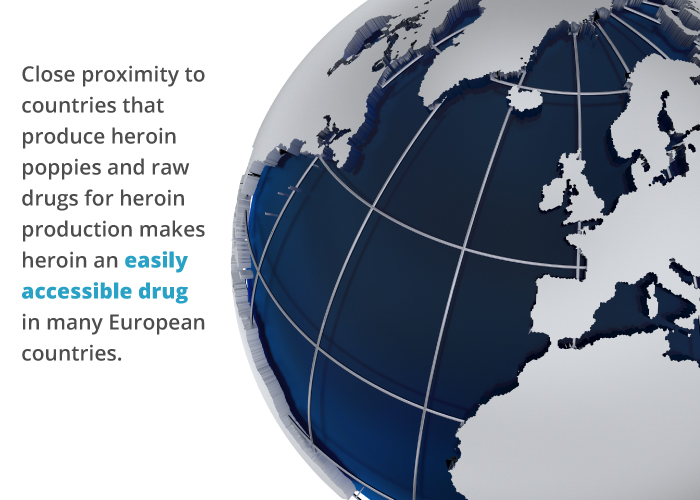 Close proximity to
countries that
produce heroin
poppies and raw
drugs for heroin
production makes
heroin an easily
accessible drug
in many European
countries.